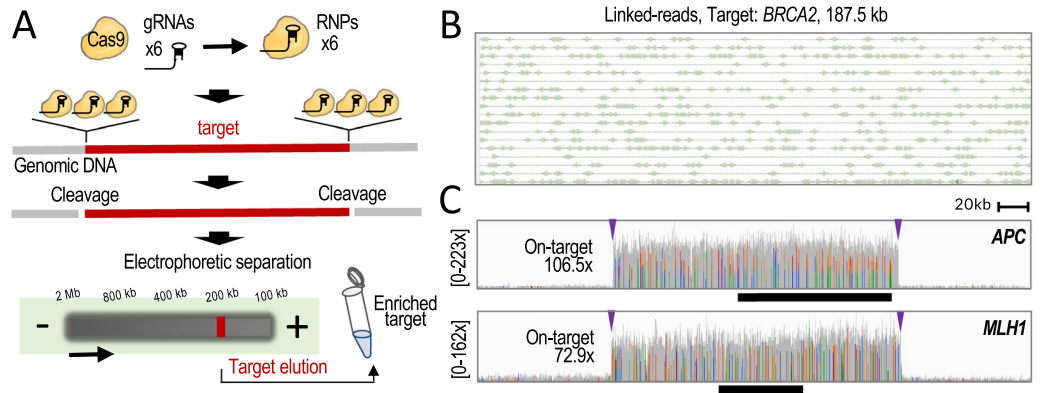 A
Cas9
gRNAs
x6
RNPs
x6
target
Genomic DNA
Cleavage
Cleavage
Electrophoretic separation
2 Mb
800 kb
400 kb
200 kb
100 kb
-
+
Enriched
target
Target elution
B
Linked-reads, Target: BRCA2, 187.5 kb
C
20kb
[0-223x]
On-target
106.5x
APC
[0-162x]
On-target
72.9x
MLH1